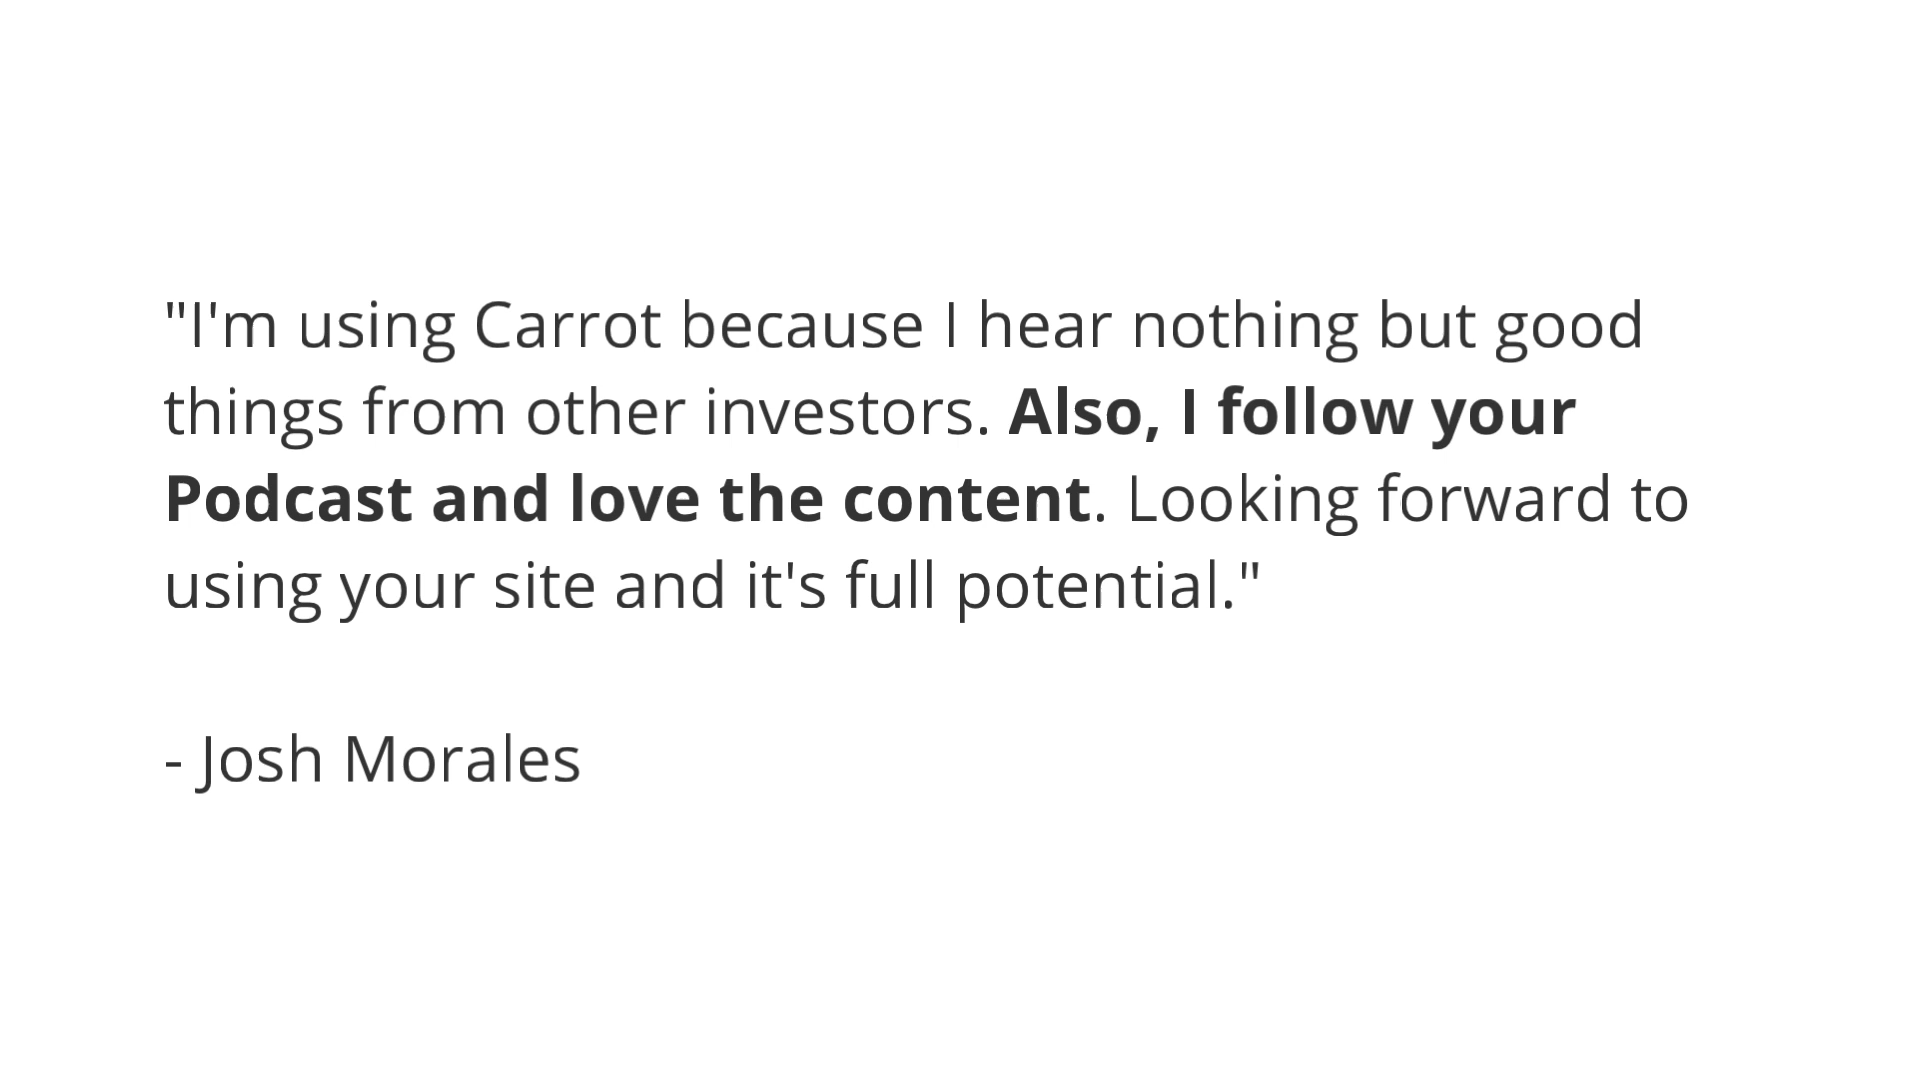 "I'm using Carrot because I hear nothing but good
things from other investors. Also, I follow your
Podcast and love the content. Looking forward to
using your site and it's full potential."
- Josh Morales